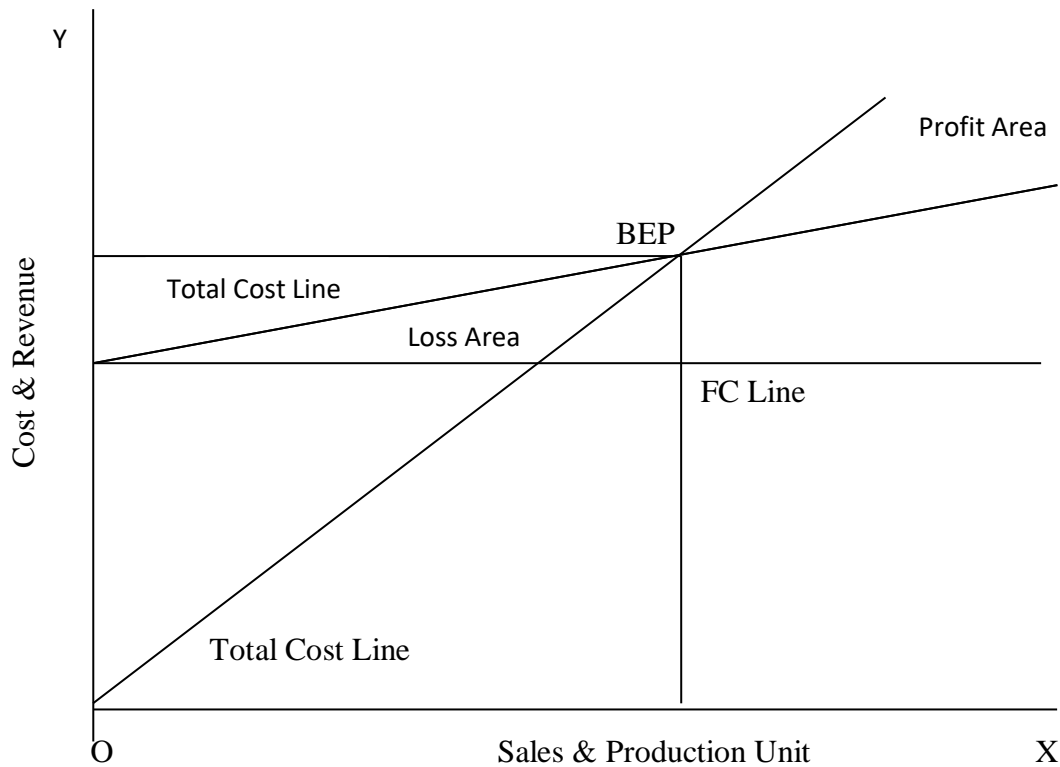 Y
Profit Area
BEP
Total Cost Line
Loss Area
Cost & Revenue
FC Line
Total Cost Line
O
Sales & Production Unit
X